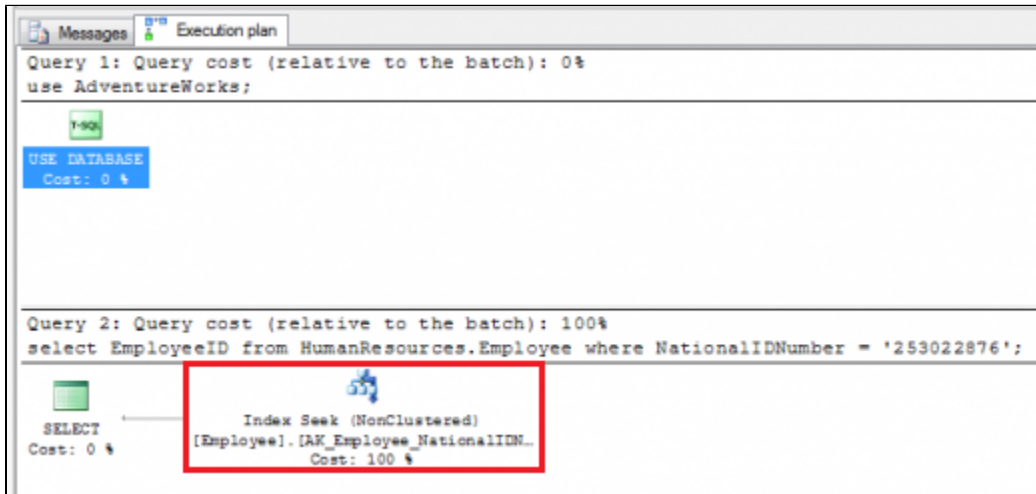 Messages
Execution plan
Query 1: Query cost (relative to the batch): 0%
use AdventureWorks;
T-SQL
USE DATABASE
Cost: 0 %
Query 2: Query cost (relative to the batch): 100%
select EmployeeID from HumanResources.Employee where NationalIDNumber = '253022876';
SELECT
Cost: 0 %
Index Seek (NonClustered)
[Employee].[AK_Employee_NationalIDN…
Cost: 100 %